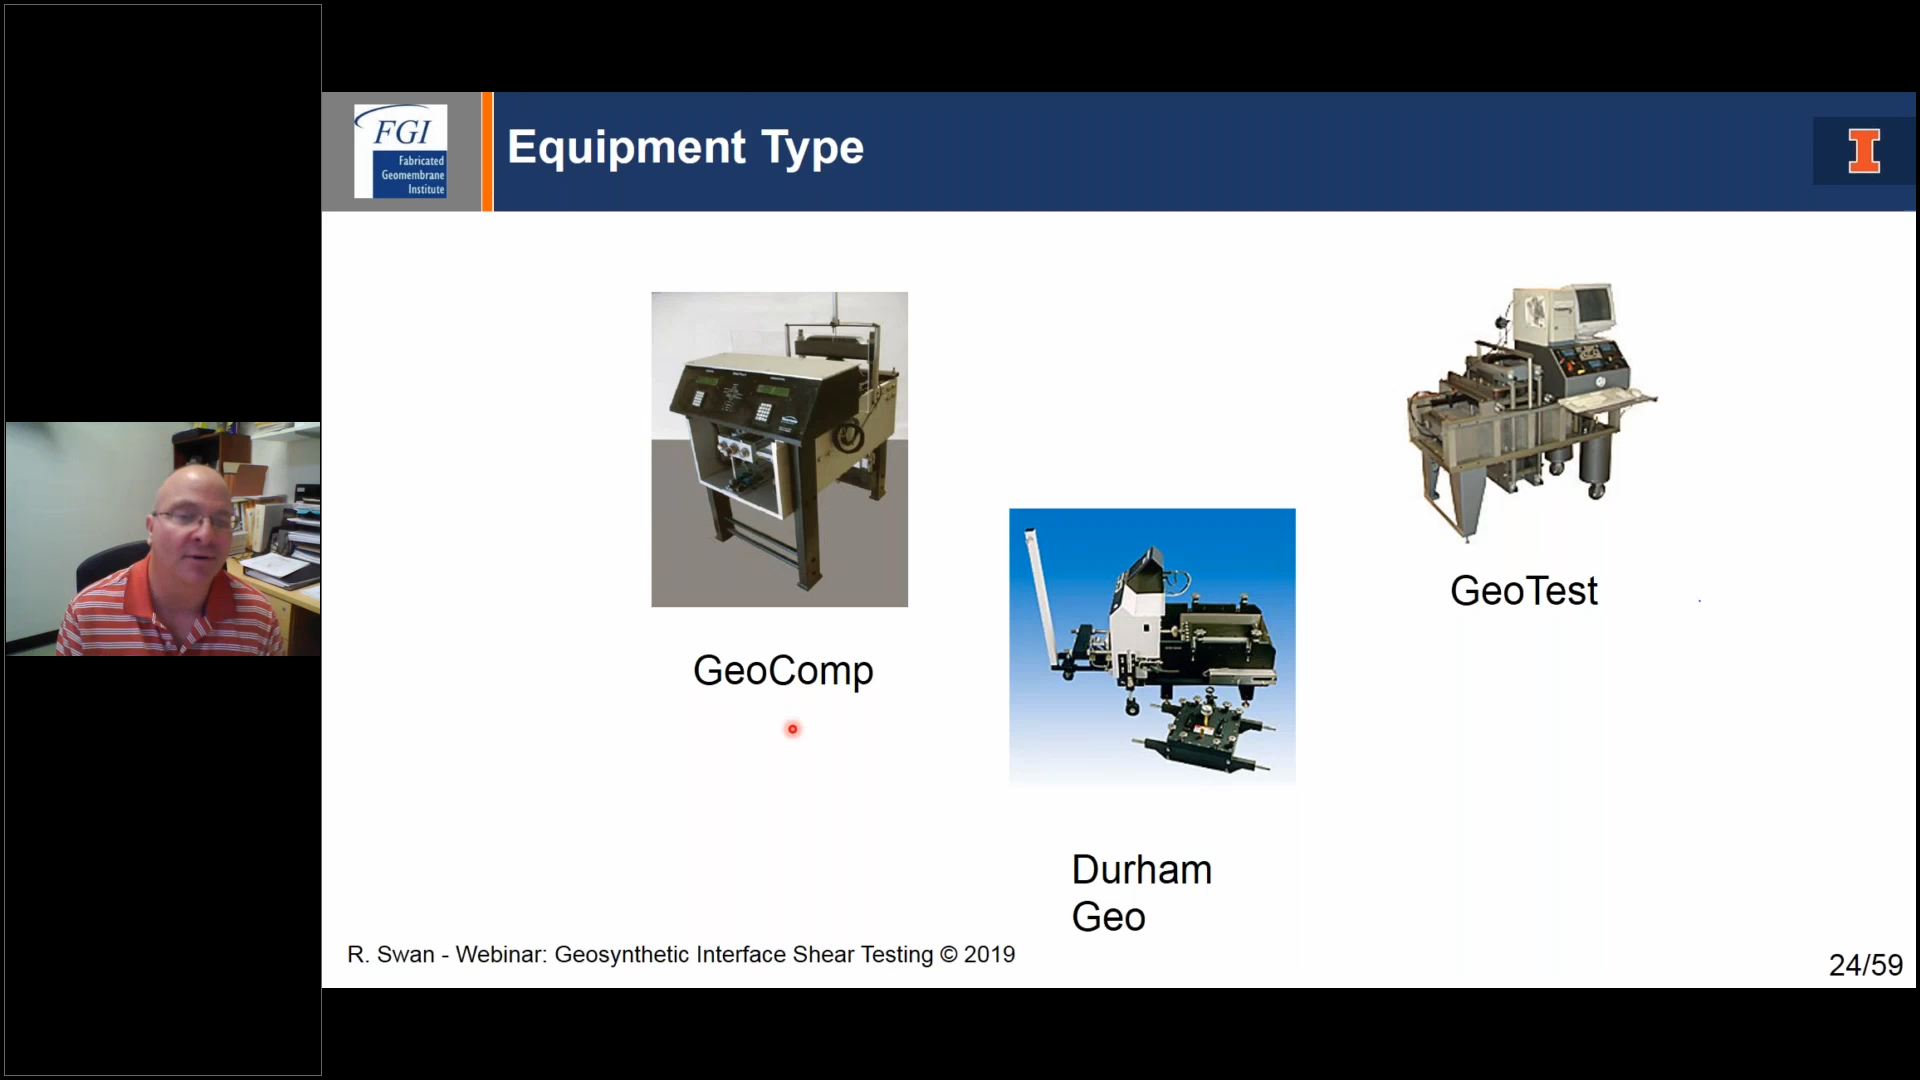 FGI
Fabricated
Geomembrane
Institute
Equipment Type
I
GeoComp
GeoTest
Durham
Geo
R. Swan - Webinar: Geosynthetic Interface Shear Testing © 2019
24/59